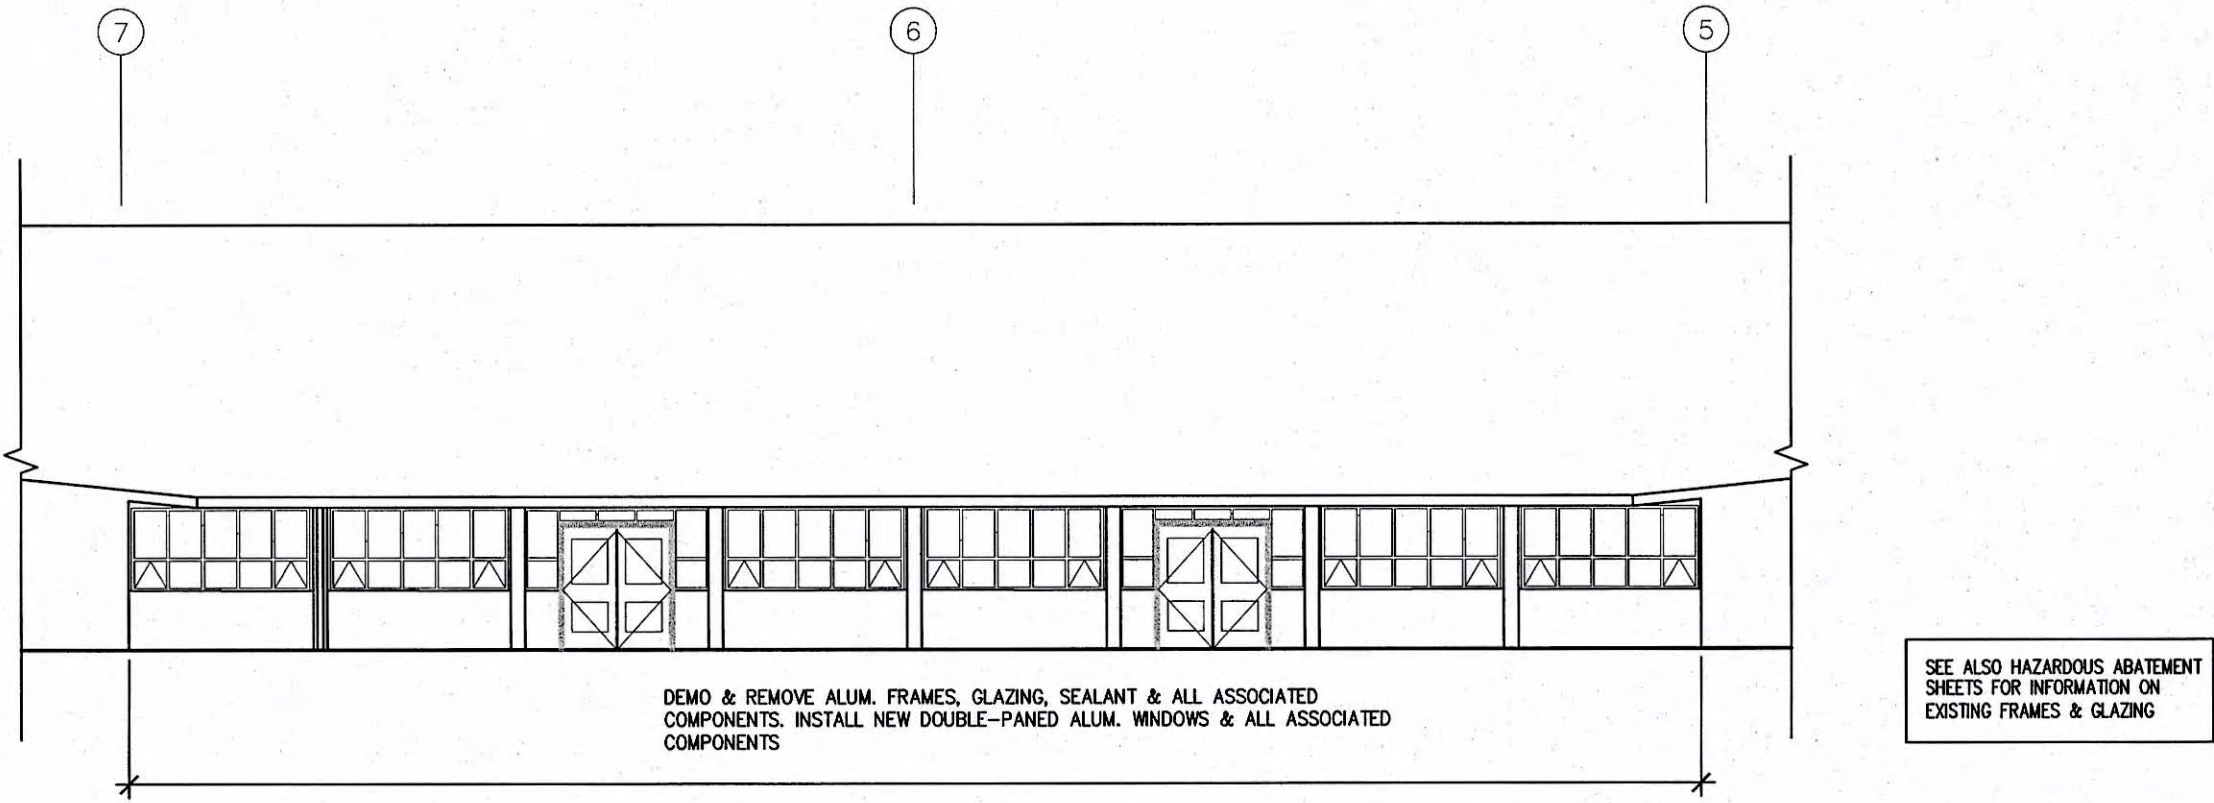 7
6
5
DEMO & REMOVE ALUM. FRAMES, GLAZING, SEALANT & ALL ASSOCIATED
COMPONENTS. INSTALL NEW DOUBLE-PANED ALUM. WINDOWS & ALL ASSOCIATED
COMPONENTS
SEE ALSO HAZARDOUS ABATEMENT
SHEETS FOR INFORMATION ON
EXISTING FRAMES & GLAZING